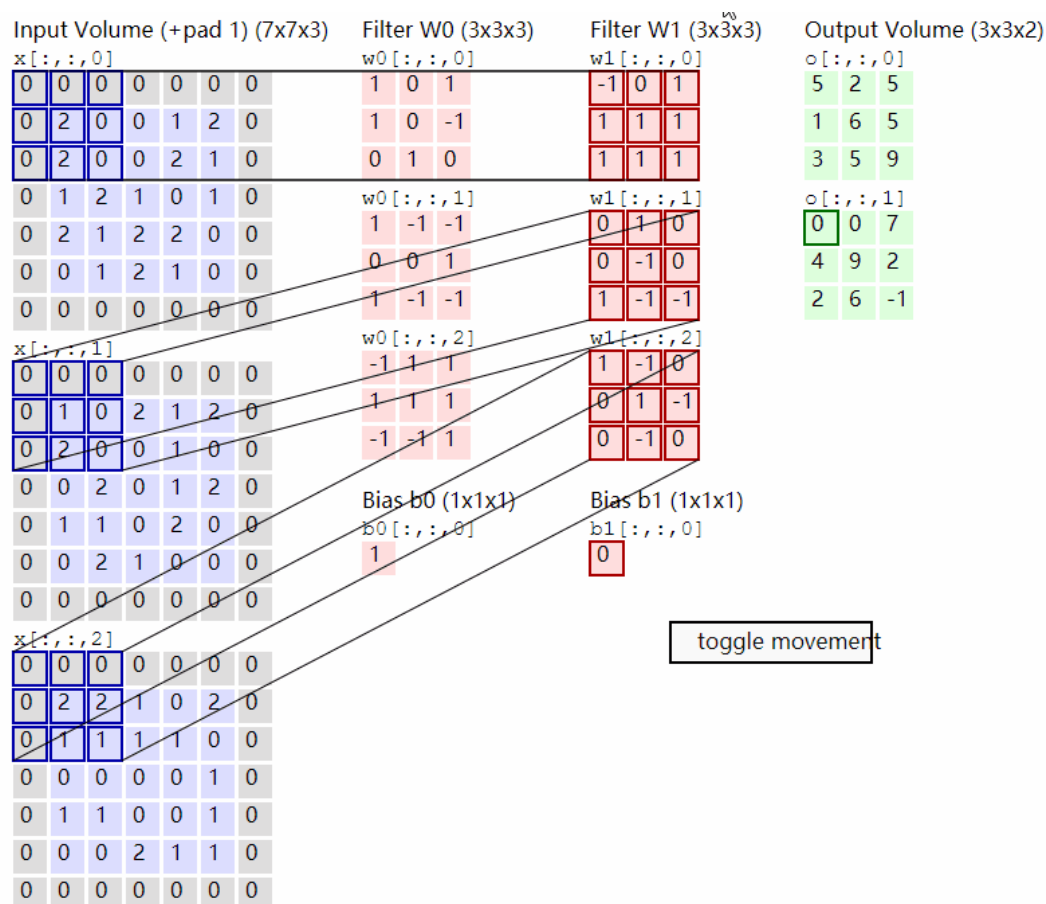 Input Volume (+pad 1) (7x7x3) Filter W0 (3x3x3) Filter W1 (3x3x3) Output Volume (3x3x2)
x[:,:,0] w0[:,:,0] w1[:,:,0] o[:,:,0]
0 0 0 0 0 0 0 1 0 1 -1 0 1 5 2 5
0 2 0 0 1 2 0 1 0 -1 1 1 1 1 6 5
0 2 0 0 2 1 0 0 1 0 1 1 1 3 5 9
0 1 2 1 0 1 0 w0[:,:,1] w1[:,:,1] o[:,:,1]
0 2 1 2 2 0 0 1 -1 -1 0 1 0 0 0 7
0 0 1 2 1 0 0 0 0 1 0 -1 0 4 9 2
0 0 0 0 0 0 0 1 -1 -1 1 -1 -1 2 6 -1
x[:,:,1] w0[:,:,2] w1[:,:,2]
0 0 0 0 0 0 0 -1 1 1 1 -1 0
0 1 0 2 1 2 0 1 1 1 0 1 -1
0 2 0 0 1 0 0 -1 -1 1 0 -1 0
0 0 2 0 1 2 0 Bias b0 (1x1x1) Bias b1 (1x1x1)
0 1 1 0 2 0 0 b0[:,:,0] b1[:,:,0]
0 0 2 1 0 0 0 1 0
0 0 0 0 0 0 0
x[:,:,2] toggle movement
0 0 0 0 0 0 0
0 2 2 1 0 2 0
0 1 1 1 1 0 0
0 0 0 0 0 1 0
0 1 1 0 0 1 0
0 0 0 2 1 1 0
0 0 0 0 0 0 0